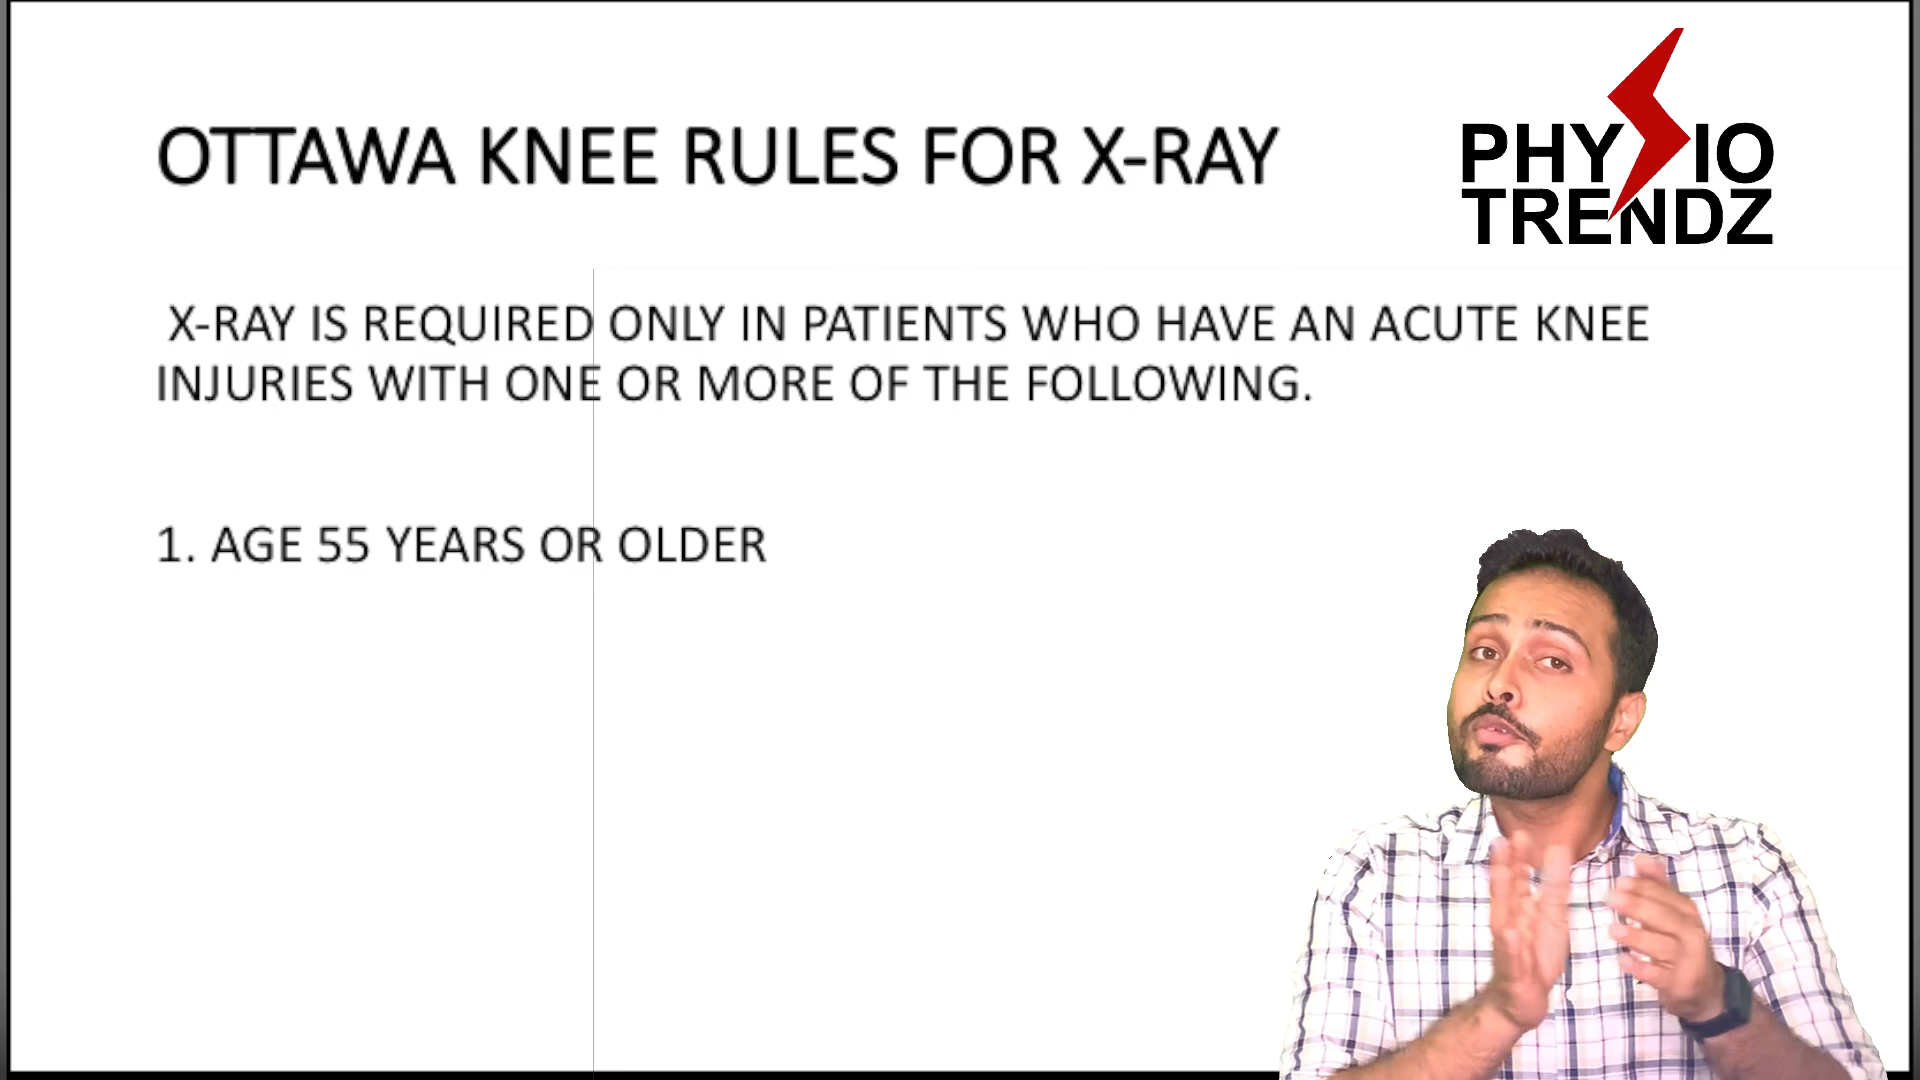 OTTAWA KNEE RULES FOR X-RAY
PHYSIO
TRENDZ
X-RAY IS REQUIRED ONLY IN PATIENTS WHO HAVE AN ACUTE KNEE
INJURIES WITH ONE OR MORE OF THE FOLLOWING.
1. AGE 55 YEARS OR OLDER